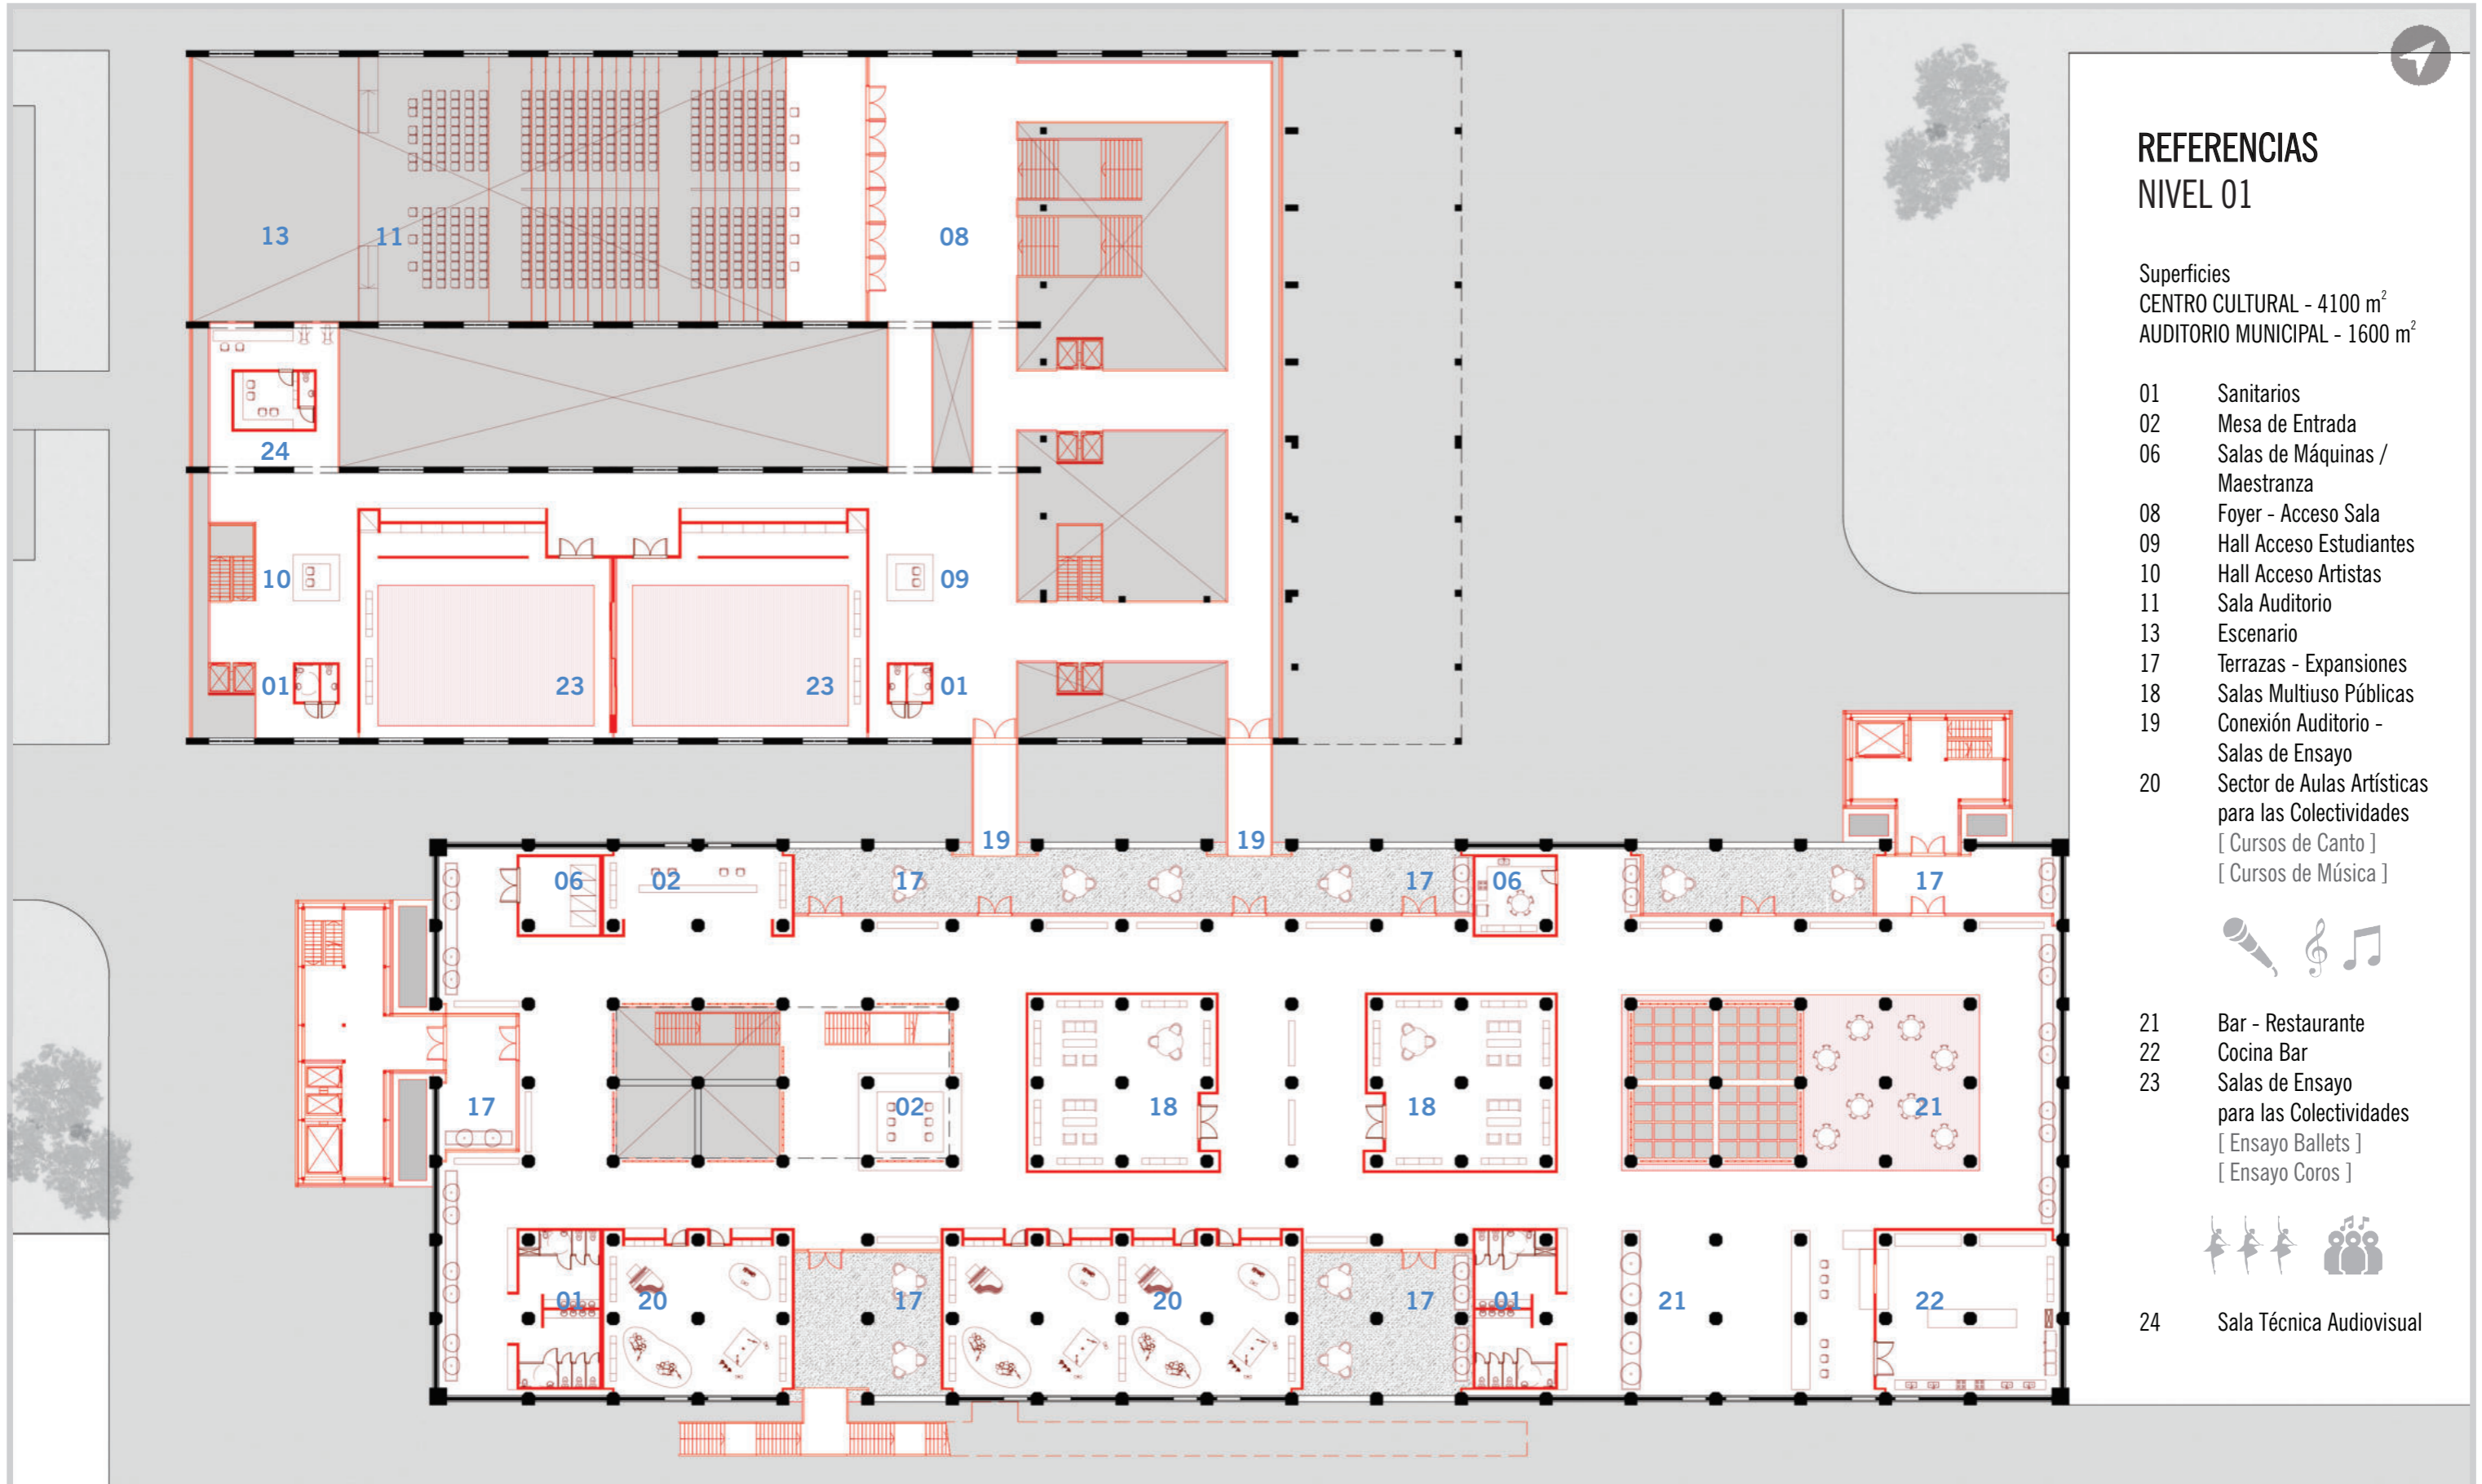 REFERENCIAS
NIVEL 01
Superficies
CENTRO CULTURAL - 4100 m²
AUDITORIO MUNICIPAL - 1600 m²
01 Sanitarios
02 Mesa de Entrada
06 Salas de Máquinas /
Maestranza
08 Foyer - Acceso Sala
09 Hall Acceso Estudiantes
10 Hall Acceso Artistas
11 Sala Auditorio
13 Escenario
17 Terrazas - Expansiones
18 Salas Multiuso Públicas
19 Conexión Auditorio -
Salas de Ensayo
20 Sector de Aulas Artísticas
para las Colectividades
[ Cursos de Canto ]
[ Cursos de Música ]
21 Bar - Restaurante
22 Cocina Bar
23 Salas de Ensayo
para las Colectividades
[ Ensayo Ballets ]
[ Ensayo Coros ]
24 Sala Técnica Audiovisual
13 11 08
24
10 09
01 23 23 01
19 19
06 02 17 17 06 17
17 02 18 18 21
01 20 17 20 17 01 21 22